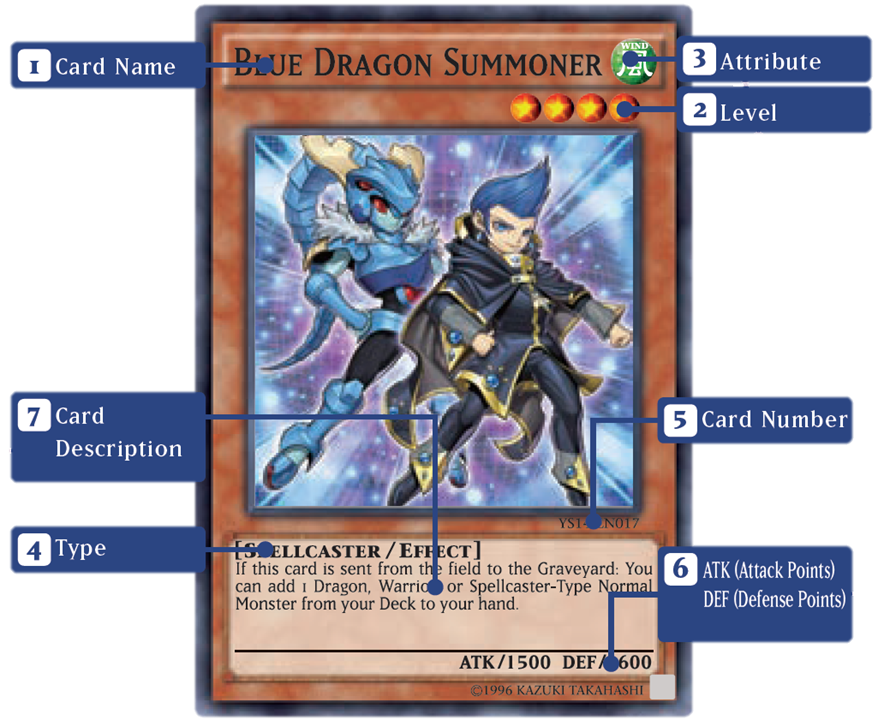 1 Card Name
BLUE DRAGON SUMMONER
WIND
風
3 Attribute
2 Level
7 Card
Description
5 Card Number
4 Type
[SPELLCASTER / EFFECT]
If this card is sent from the field to the Graveyard: You
can add 1 Dragon, Warrior, or Spellcaster-Type Normal
Monster from your Deck to your hand.
6 ATK (Attack Points)
DEF (Defense Points)
ATK/1500 DEF/ 600
©1996 KAZUKI TAKAHASHI